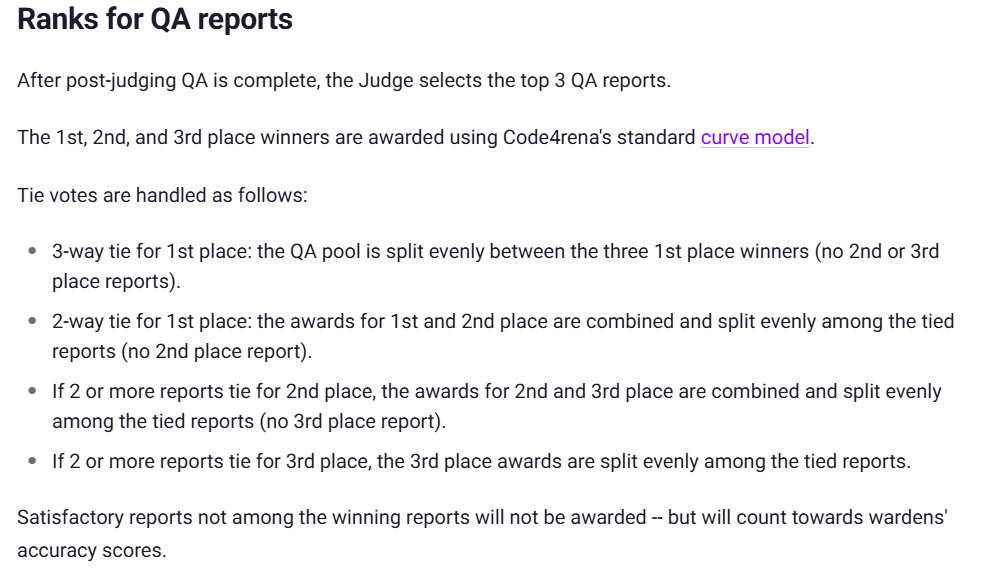 Ranks for QA reports
After post-judging QA is complete, the Judge selects the top 3 QA reports.
The 1st, 2nd, and 3rd place winners are awarded using Code4rena's standard curve model.
Tie votes are handled as follows:
• 3-way tie for 1st place: the QA pool is split evenly between the three 1st place winners (no 2nd or 3rd
place reports).
• 2-way tie for 1st place: the awards for 1st and 2nd place are combined and split evenly among the tied
reports (no 2nd place report).
• If 2 or more reports tie for 2nd place, the awards for 2nd and 3rd place are combined and split evenly
among the tied reports (no 3rd place report).
• If 2 or more reports tie for 3rd place, the 3rd place awards are split evenly among the tied reports.
Satisfactory reports not among the winning reports will not be awarded -- but will count towards wardens'
accuracy scores.